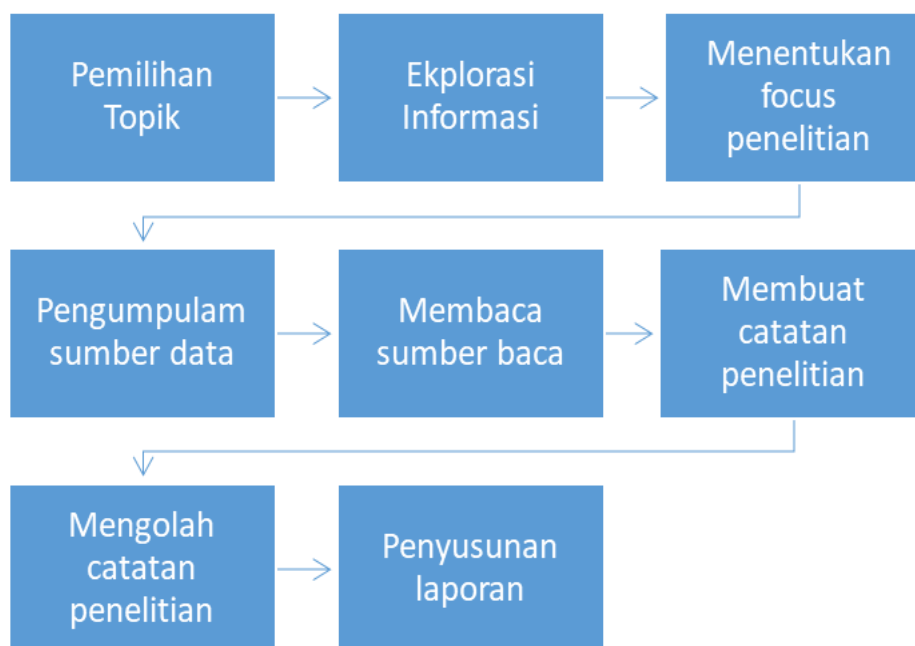 Pemilihan
Topik
Ekplorasi
Informasi
Menentukan
focus
penelitian
Pengumpulam
sumber data
Membaca
sumber baca
Membuat
catatan
penelitian
Mengolah
catatan
penelitian
Penyusunan
laporan